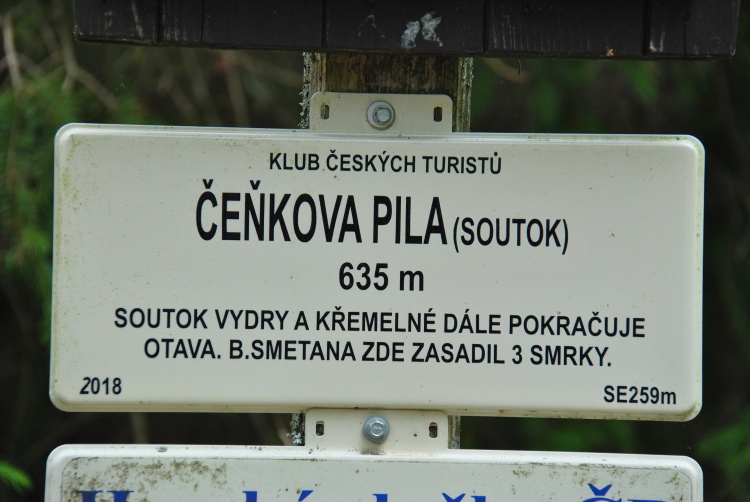 KLUB ČESKÝCH TURISTŮ
ČEŇKOVA PILA (SOUTOK)
635 m
SOUTOK VYDRY A KŘEMELNÉ DÁLE POKRAČUJE
OTAVA. B.SMETANA ZDE ZASADIL 3 SMRKY.
2018 SE259m